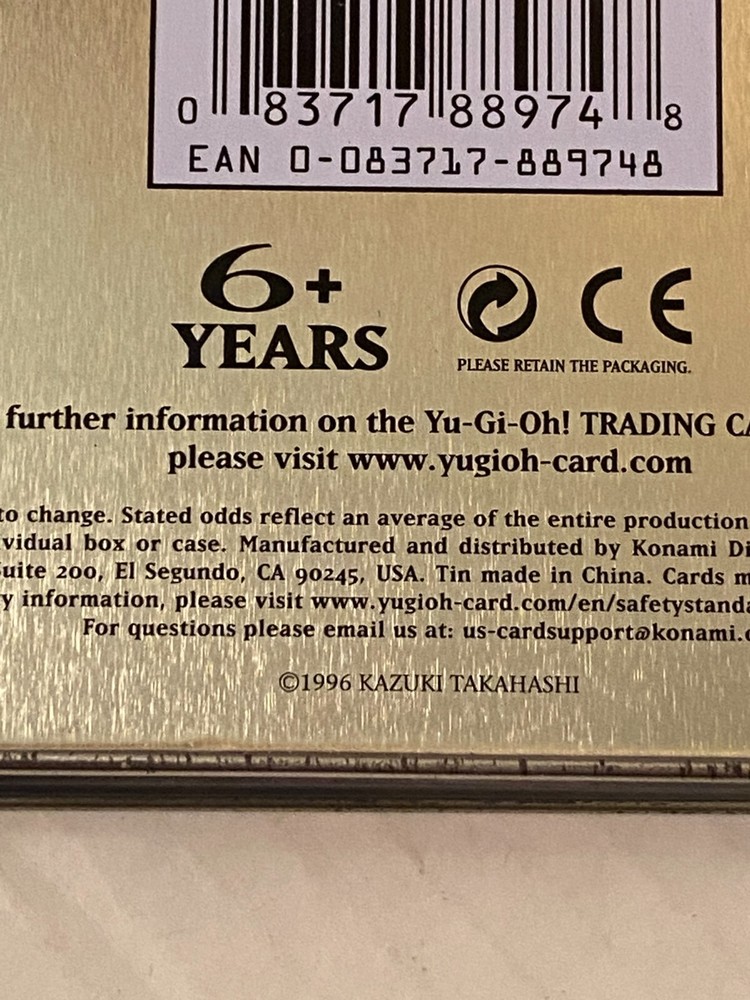 0 83717 88974 8
EAN 0-083717-889748
6+
YEARS
CE
PLEASE RETAIN THE PACKAGING.
further information on the Yu-Gi-Oh! TRADING
please visit www.yugioh-card.com
to change. Stated odds reflect an average of the entire production
box or case. Manufactured and distributed by Konami
200, El Segundo, CA 90245, USA. Tin made in China. Cards
information, please visit www.yugioh-card.com/en/safetystanda
For questions please email us at: us-cardsupport@konami.
©1996 KAZUKI TAKAHASHI